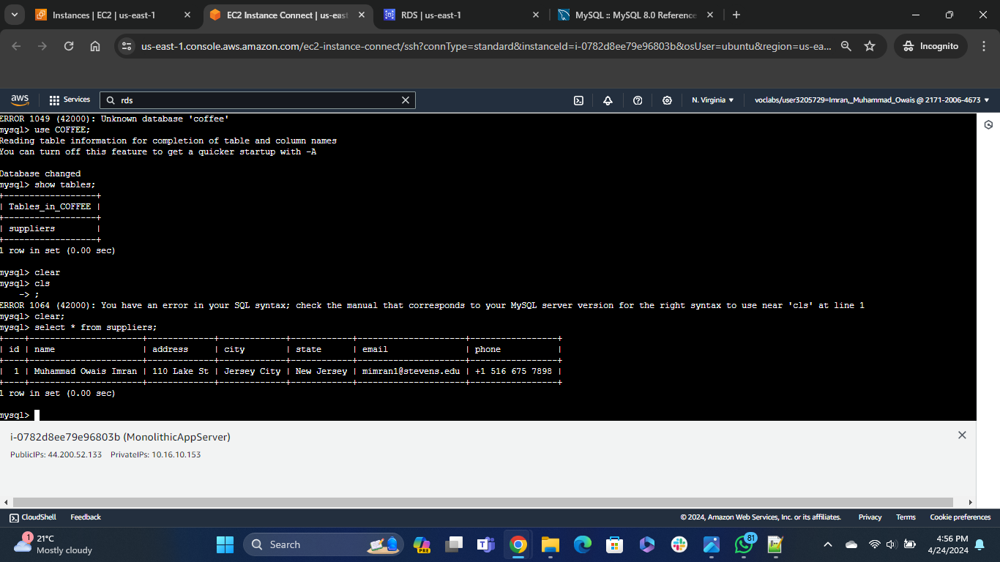 Instances | EC2 | us-east-1
EC2 Instance Connect | us-east
RDS | us-east-1
MySQL :: MySQL 8.0 Reference
us-east-1.console.aws.amazon.com/ec2-instance-connect/ssh?connType=standard&instanceId=i-0782d8ee79e96803b&osUser=ubuntu&region=us-ea...
Incognito
aws
Services
rds
N. Virginia
voclabs/user3205729=Imran,_Muhammad_Owais @ 2171-2006-4673
ERROR 1049 (42000): Unknown database 'coffee'
mysql> use COFFEE;
Reading table information for completion of table and column names
You can turn off this feature to get a quicker startup with -A
Database changed
mysql> show tables;
+------------------+
| Tables_in_COFFEE |
+------------------+
| suppliers        |
+------------------+
1 row in set (0.00 sec)
mysql> clear
mysql> cls
    -> ;
ERROR 1064 (42000): You have an error in your SQL syntax; check the manual that corresponds to your MySQL server version for the right syntax to use near 'cls' at line 1
mysql> clear;
mysql> select * from suppliers;
+----+----------------------+-------------+-------------+------------+---------------------+-----------------+
| id | name                 | address     | city        | state      | email               | phone           |
+----+----------------------+-------------+-------------+------------+---------------------+-----------------+
|  1 | Muhammad Owais Imran | 110 Lake St | Jersey City | New Jersey | mimran1@stevens.edu | +1 516 675 7898 |
+----+----------------------+-------------+-------------+------------+---------------------+-----------------+
1 row in set (0.00 sec)
mysql>
i-0782d8ee79e96803b (MonolithicAppServer)
PublicIPs: 44.200.52.133 PrivateIPs: 10.16.10.153
CloudShell
Feedback
© 2024, Amazon Web Services, Inc. or its affiliates.
Privacy
Terms
Cookie preferences
1
21°C
Mostly cloudy
Search
PRE
81
4:56 PM
4/24/2024